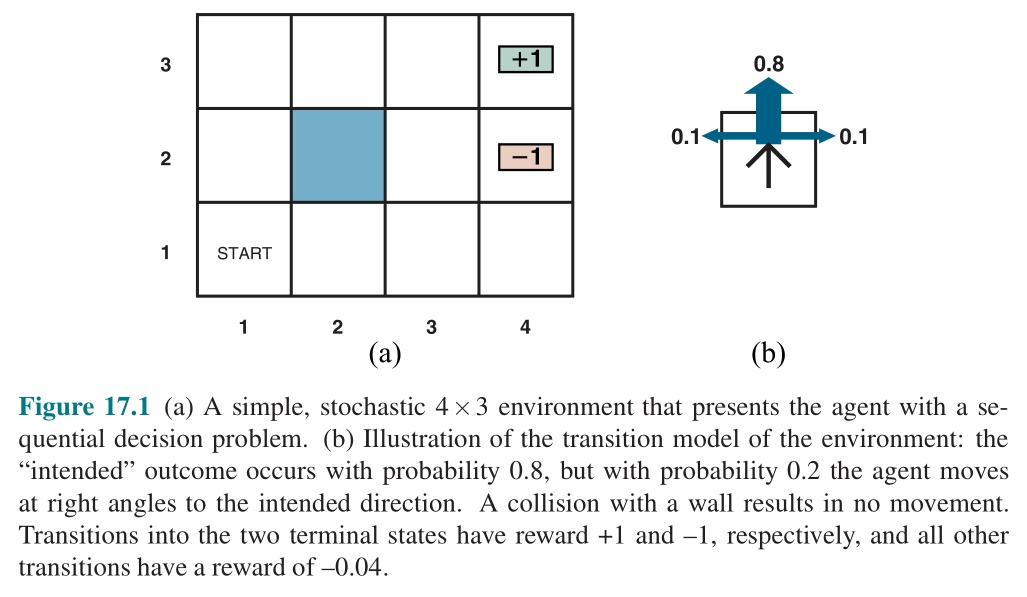 3
+1
0.8
0.1
0.1
2
–1
1
START
1 2 3 4
(a)
(b)
Figure 17.1 (a) A simple, stochastic 4 × 3 environment that presents the agent with a se-
quential decision problem. (b) Illustration of the transition model of the environment: the
“intended” outcome occurs with probability 0.8, but with probability 0.2 the agent moves
at right angles to the intended direction. A collision with a wall results in no movement.
Transitions into the two terminal states have reward +1 and –1, respectively, and all other
transitions have a reward of –0.04.